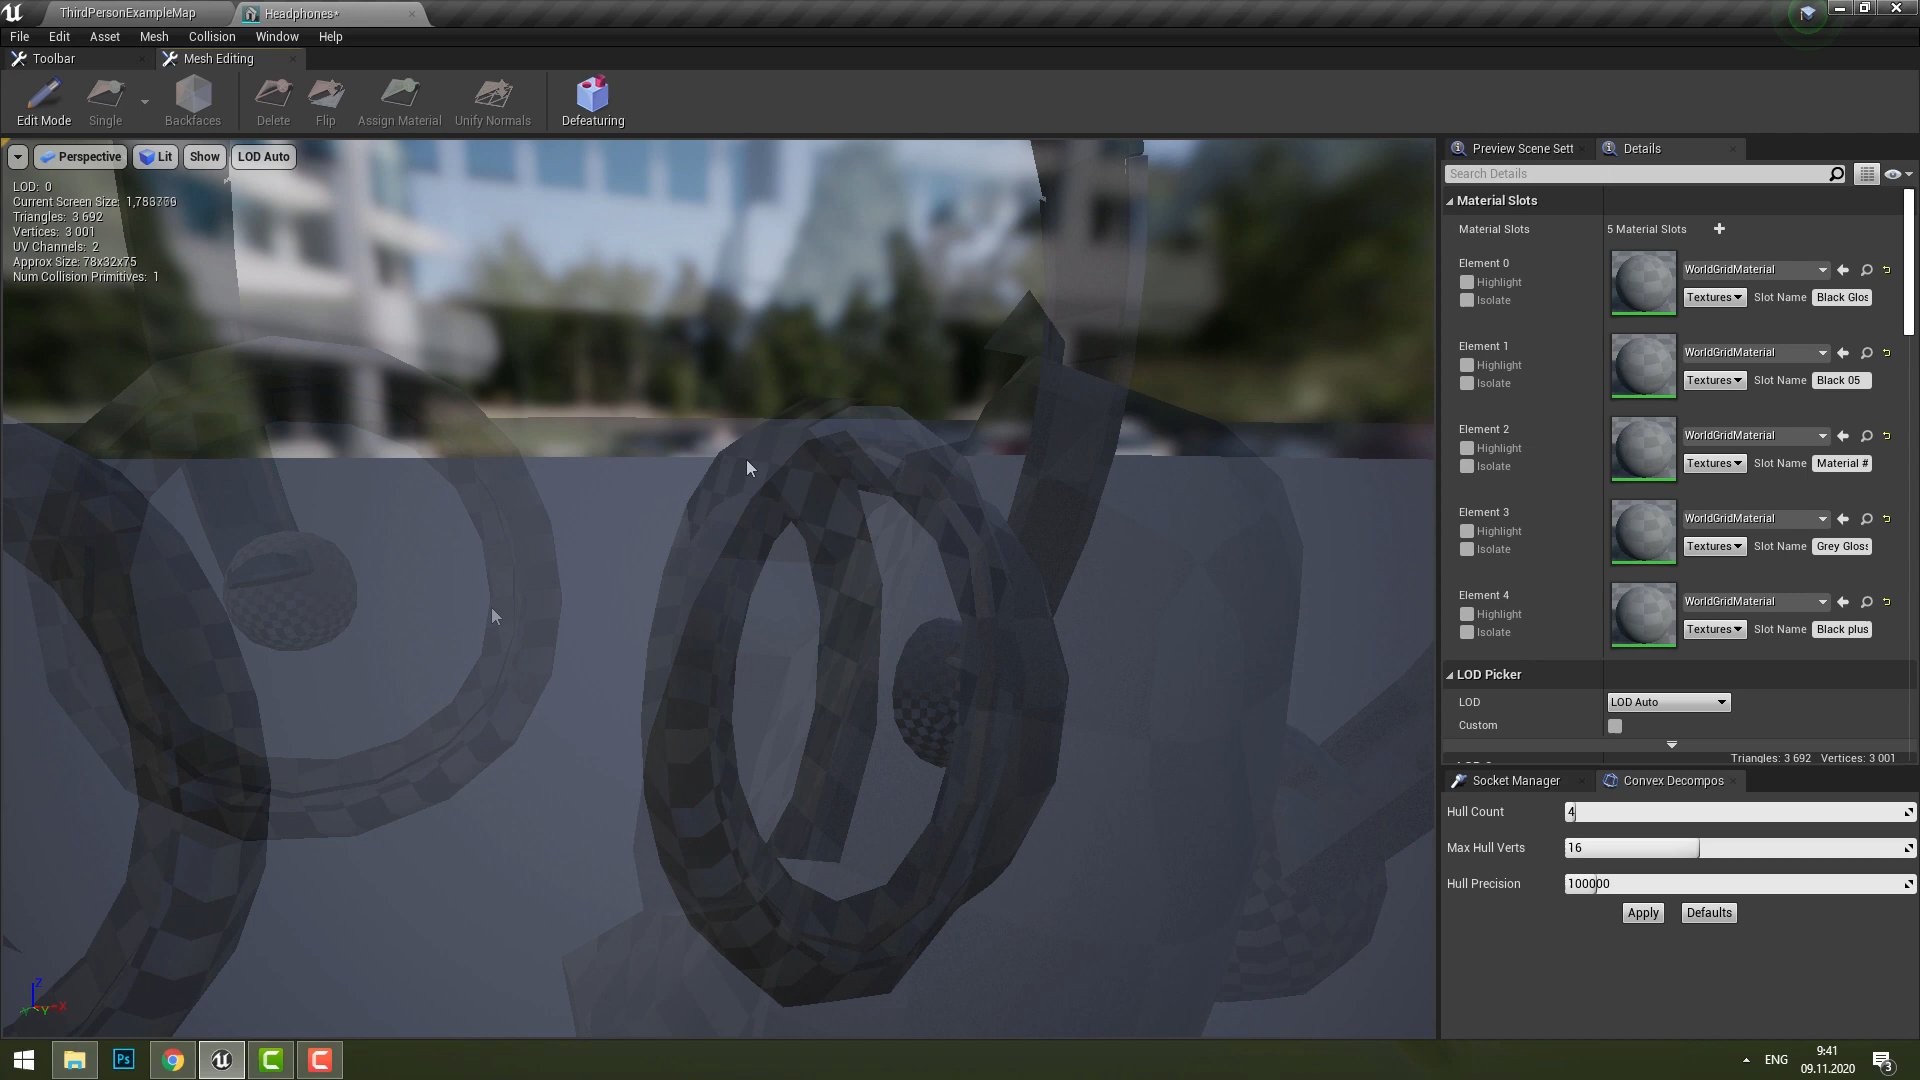 ThirdPersonExampleMap
Headphones*
File Edit Asset Mesh Collision Window Help
Toolbar
Mesh Editing
Edit Mode
Single
Backfaces
Delete
Flip
Assign Material
Unify Normals
Defeaturing
Perspective
Lit
Show
LOD Auto
LOD: 0
Current Screen Size:
Triangles: 3 692
Vertices: 3 001
UV Channels: 2
Approx Size: 78x32x75
Num Collision Primitives: 1
Z
X
Y
Preview Scene Sett
Details
Search Details
Material Slots
Material Slots 5 Material Slots
Element 0
Highlight
Isolate
WorldGridMaterial
Textures Slot Name Black Glos
Element 1
Highlight
Isolate
WorldGridMaterial
Textures Slot Name Black 05
Element 2
Highlight
Isolate
WorldGridMaterial
Textures Slot Name Material #
Element 3
Highlight
Isolate
WorldGridMaterial
Textures Slot Name Grey Gloss
Element 4
Highlight
Isolate
WorldGridMaterial
Textures Slot Name Black plus
LOD Picker
LOD LOD Auto
Custom
Triangles: 3 692 Vertices: 3 001
Socket Manager
Convex Decompos
Hull Count 4
Max Hull Verts 16
Hull Precision 100000
Apply Defaults
Ps
ENG
9:41
09.11.2020
3